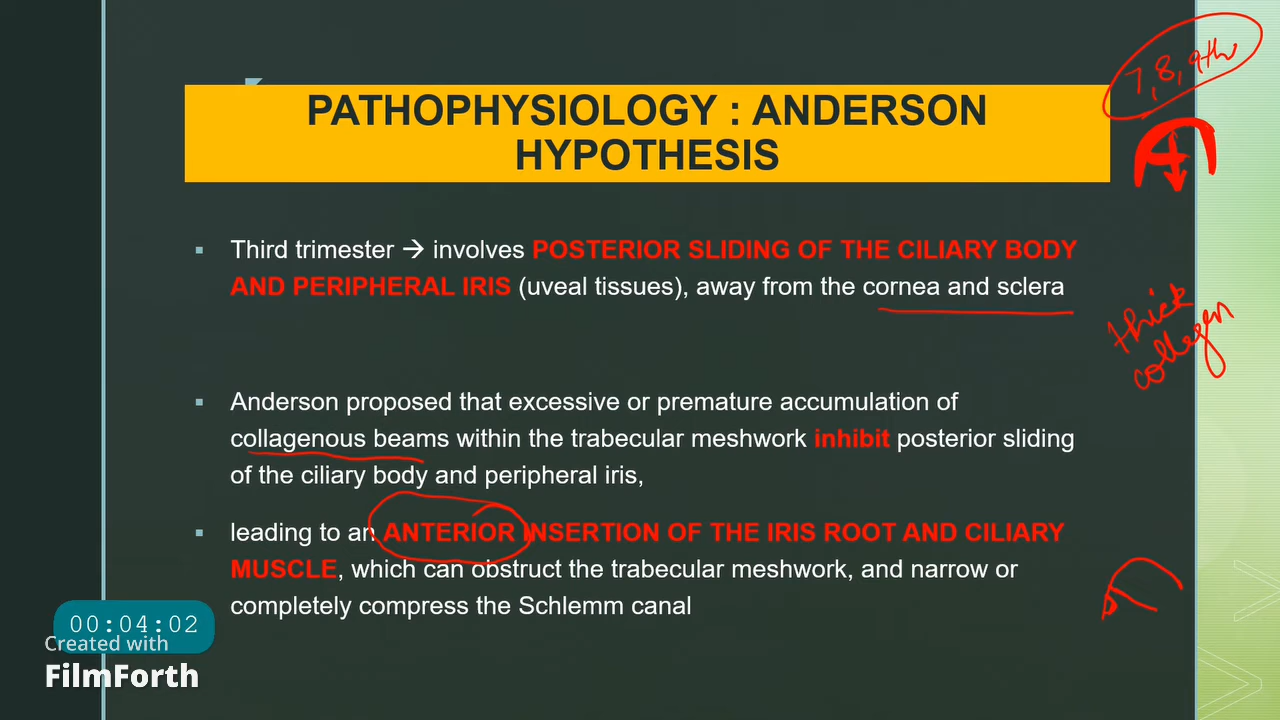 7, 8, 9th
PATHOPHYSIOLOGY : ANDERSON
HYPOTHESIS
▪ Third trimester → involves POSTERIOR SLIDING OF THE CILIARY BODY
AND PERIPHERAL IRIS (uveal tissues), away from the cornea and sclera
thick
collagen
▪ Anderson proposed that excessive or premature accumulation of
collagenous beams within the trabecular meshwork inhibit posterior sliding
of the ciliary body and peripheral iris,
▪ leading to an ANTERIOR INSERTION OF THE IRIS ROOT AND CILIARY
MUSCLE, which can obstruct the trabecular meshwork, and narrow or
completely compress the Schlemm canal
00:04:02
Created with
FilmForth